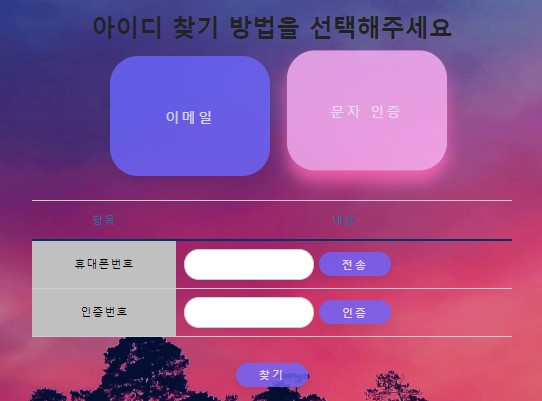 아이디 찾기 방법을 선택해주세요
이메일
문자 인증
항목 내용
휴대폰번호 전송
인증번호 인증
찾기